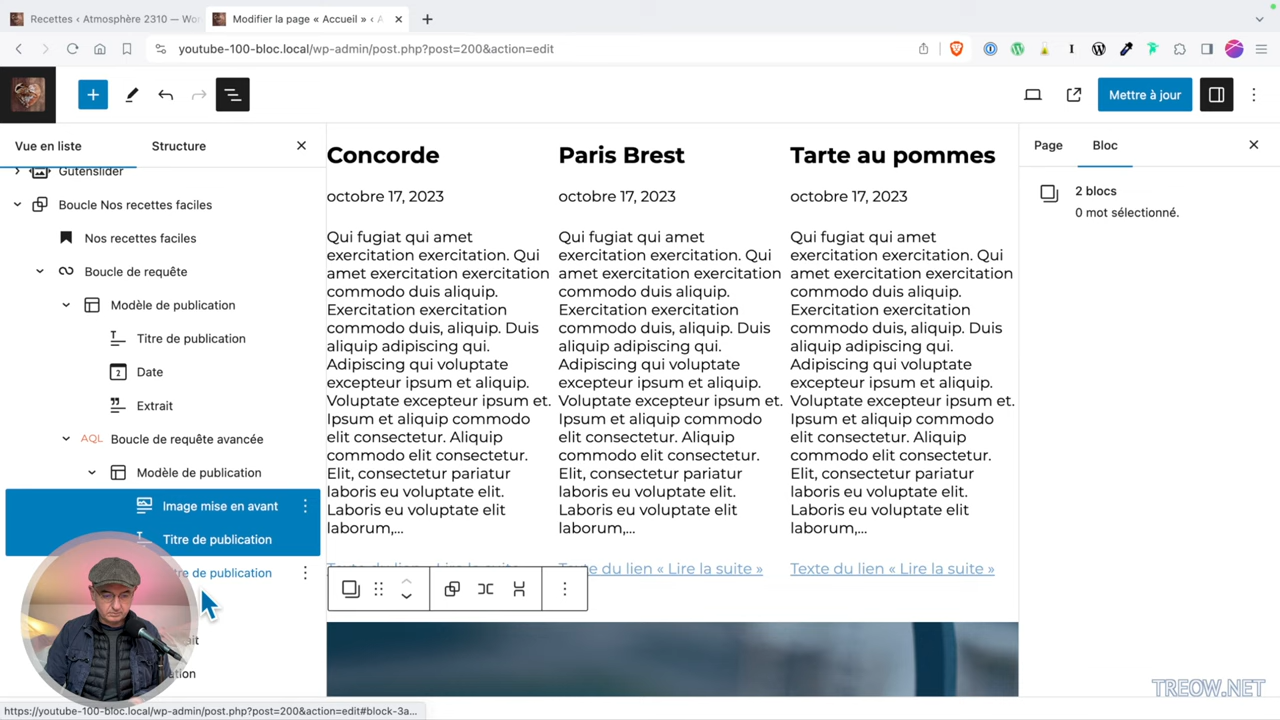 Recettes ‹ Atmosphère 2310 — Wor
Modifier la page « Accueil » ‹ A
youtube-100-bloc.local/wp-admin/post.php?post=200&action=edit
Mettre à jour
Vue en liste
Structure
Gutenslider
Boucle Nos recettes faciles
Nos recettes faciles
Boucle de requête
Modèle de publication
Titre de publication
2 Date
Extrait
AQL Boucle de requête avancée
Modèle de publication
Image mise en avant
Titre de publication
tre de publication
Concorde
octobre 17, 2023
Qui fugiat qui amet
exercitation exercitation. Qui
amet exercitation exercitation
commodo duis aliquip.
Exercitation exercitation
commodo duis, aliquip. Duis
aliquip adipiscing qui.
Adipiscing qui voluptate
excepteur ipsum et aliquip.
Voluptate excepteur ipsum et.
Ipsum et aliquip commodo
elit consectetur. Aliquip
commodo elit consectetur.
Elit, consectetur pariatur
laboris eu voluptate elit.
Laboris eu voluptate elit
laborum,...
Texte du lien « Lire la suite »
Paris Brest
octobre 17, 2023
Qui fugiat qui amet
exercitation exercitation. Qui
amet exercitation exercitation
commodo duis aliquip.
Exercitation exercitation
commodo duis, aliquip. Duis
aliquip adipiscing qui.
Adipiscing qui voluptate
excepteur ipsum et aliquip.
Voluptate excepteur ipsum et.
Ipsum et aliquip commodo
elit consectetur. Aliquip
commodo elit consectetur.
Elit, consectetur pariatur
laboris eu voluptate elit.
Laboris eu voluptate elit
laborum,...
Texte du lien « Lire la suite »
Tarte au pommes
octobre 17, 2023
Qui fugiat qui amet
exercitation exercitation. Qui
amet exercitation exercitation
commodo duis aliquip.
Exercitation exercitation
commodo duis, aliquip. Duis
aliquip adipiscing qui.
Adipiscing qui voluptate
excepteur ipsum et aliquip.
Voluptate excepteur ipsum et.
Ipsum et aliquip commodo
elit consectetur. Aliquip
commodo elit consectetur.
Elit, consectetur pariatur
laboris eu voluptate elit.
Laboris eu voluptate elit
laborum,...
Texte du lien « Lire la suite »
Page
Bloc
2 blocs
0 mot sélectionné.
TREOW.NET
https://youtube-100-bloc.local/wp-admin/post.php?post=200&action=edit#block-3a...